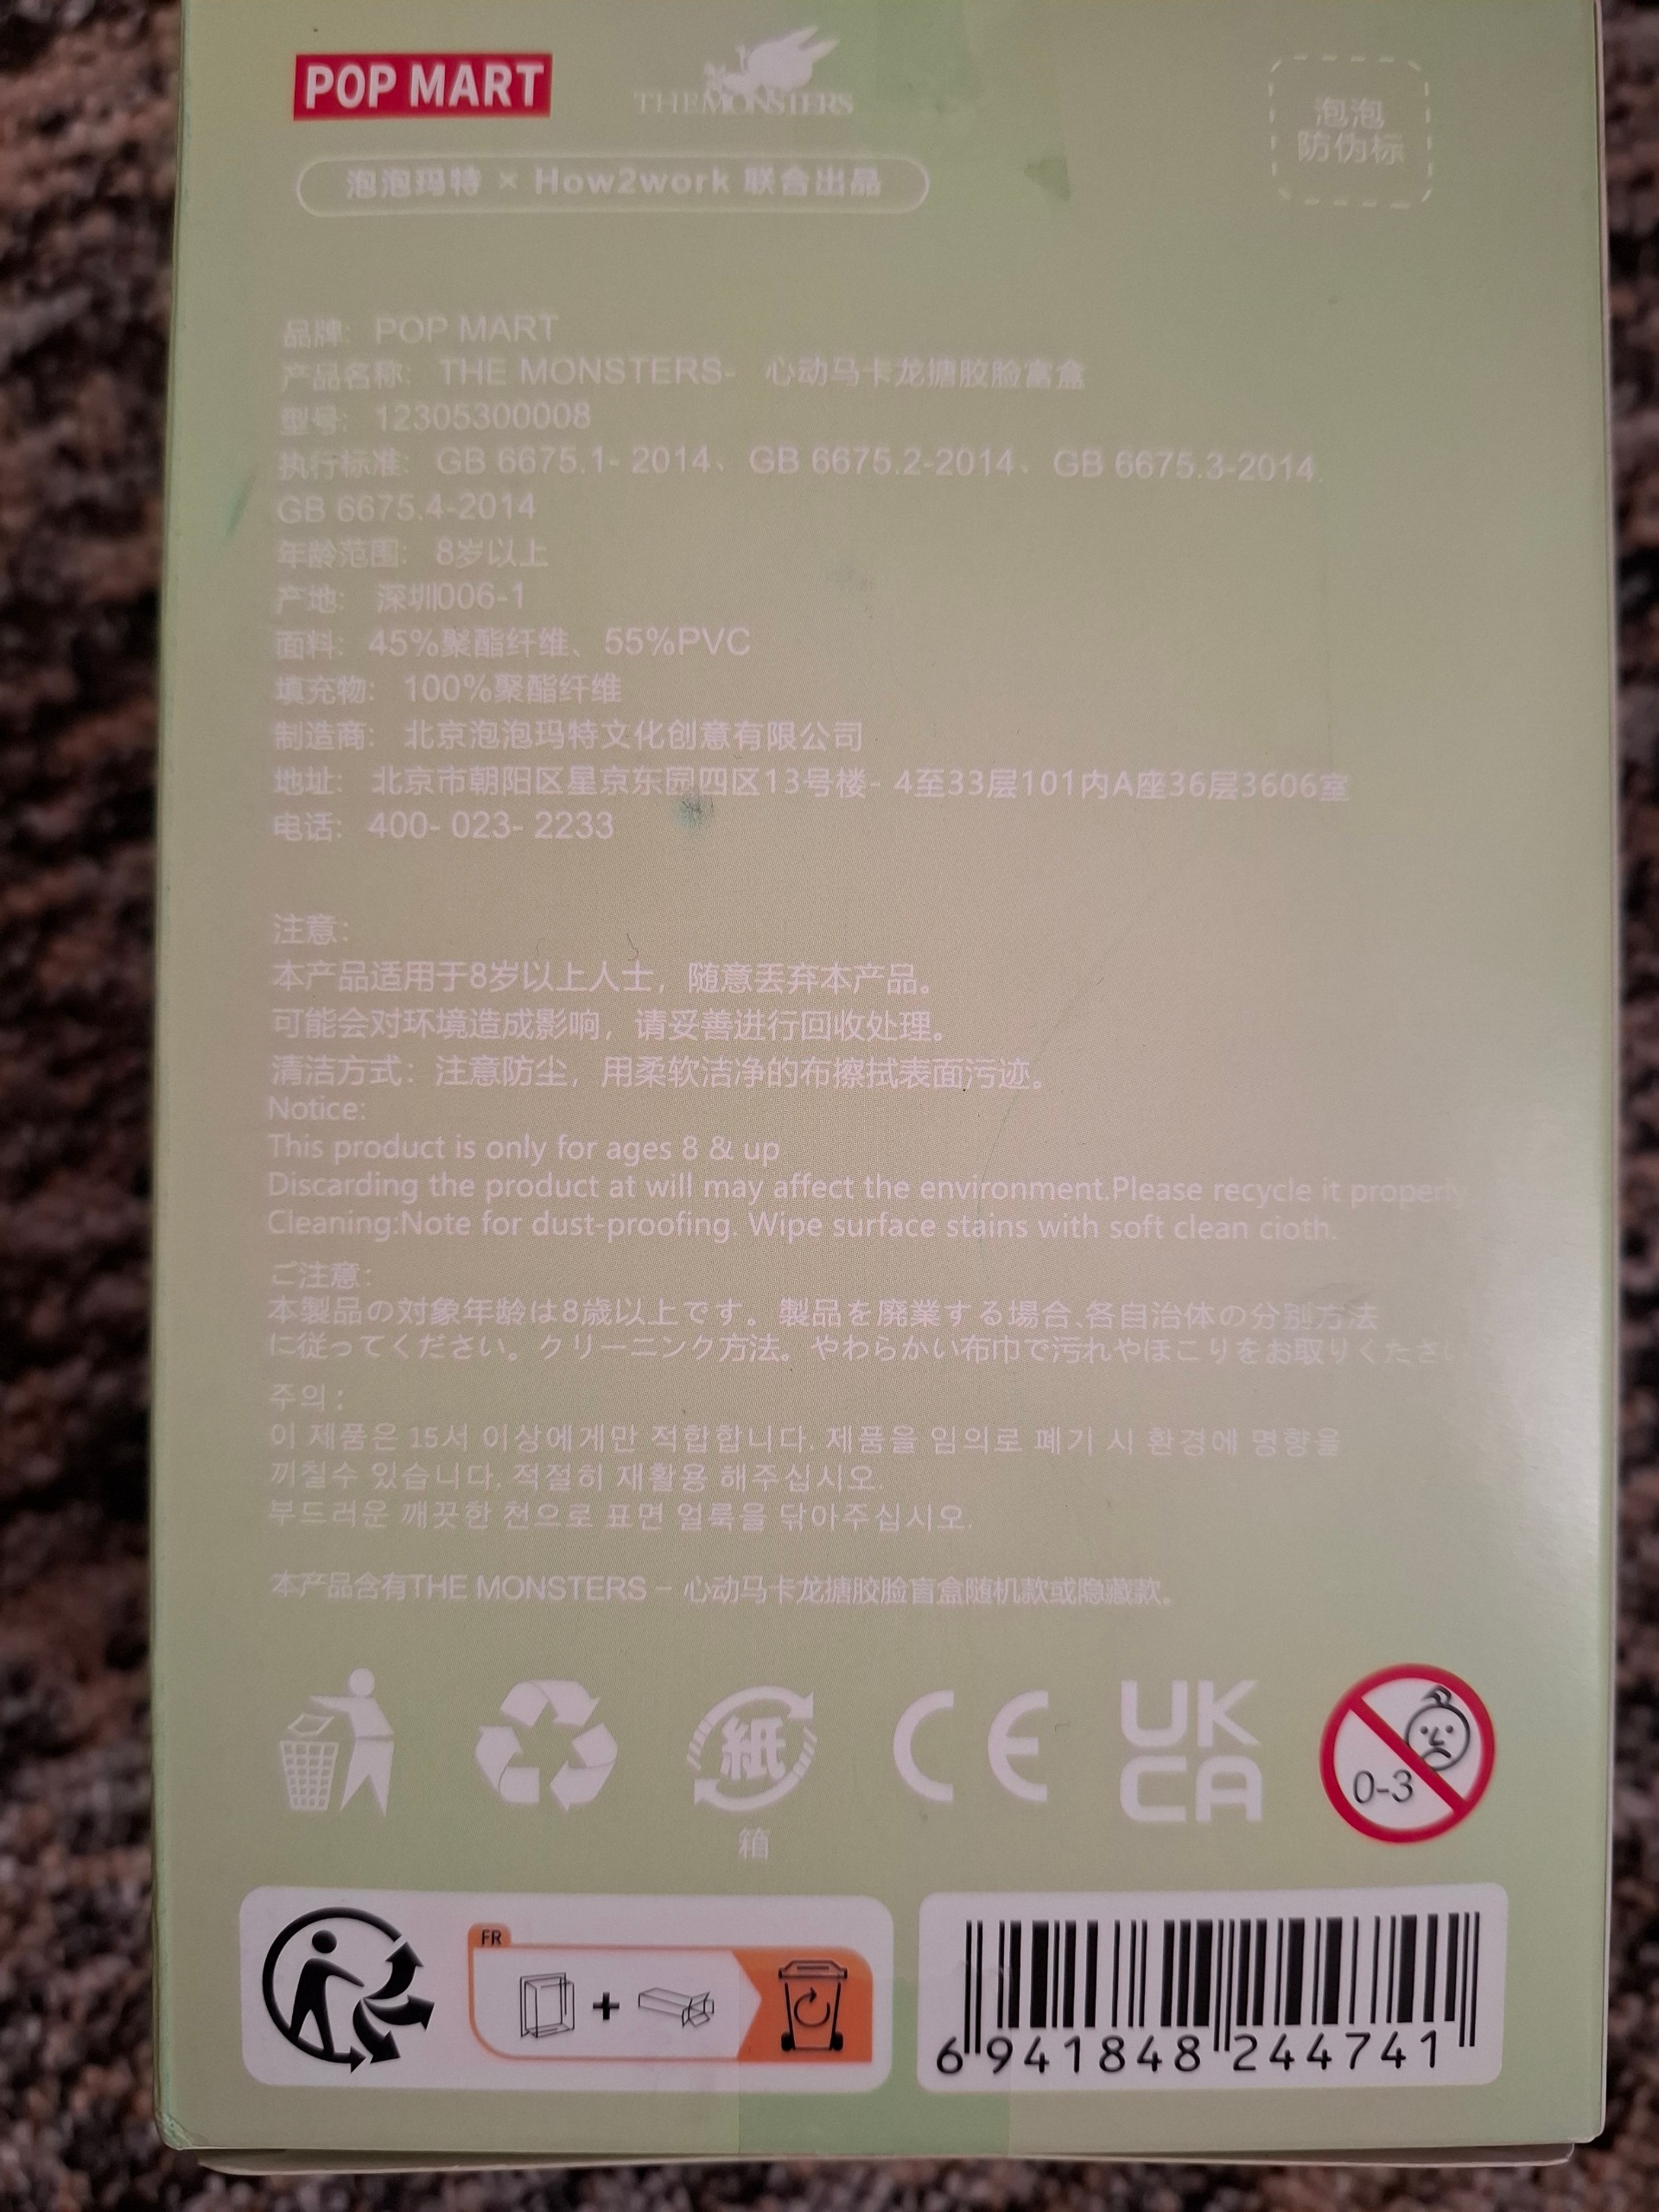 POP MART
THE MONSTERS
泡泡
防伪标
泡泡玛特 × How2work 联合出品
品牌: POP MART
产品名称: THE MONSTERS- 心动马卡龙搪胶脸盲盒
型号: 12305300008
执行标准: GB 6675.1- 2014、GB 6675.2-2014、GB 6675.3-2014.
GB 6675.4-2014
年龄范围: 8岁以上
产地: 深圳006-1
面料: 45%聚酯纤维、55%PVC
填充物: 100%聚酯纤维
制造商: 北京泡泡玛特文化创意有限公司
地址: 北京市朝阳区星京东园四区13号楼- 4至33层101内A座36层3606室
电话: 400- 023- 2233
注意:
本产品适用于8岁以上人士，随意丢弃本产品。
可能会对环境造成影响，请妥善进行回收处理。
清洁方式：注意防尘，用柔软洁净的布擦拭表面污迹。
Notice:
This product is only for ages 8 & up
Discarding the product at will may affect the environment.Please recycle it properly
Cleaning:Note for dust-proofing. Wipe surface stains with soft clean cioth.
ご注意:
本製品の対象年齢は8歳以上です。製品を廃業する場合、各自治体の分别方法
に従ってください。クリーニンク方法。やわらかい布巾で汚れやほこりをお取りくたさい
주의 :
이 제품은 15서 이상에게만 적합합니다. 제품을 임의로 폐기 시 환경에 명향을
끼칠수 있습니다. 적절히 재활용 해주십시오.
부드러운 깨끗한 천으로 표면 얼룩을 닦아주십시오.
本产品含有THE MONSTERS – 心动马卡龙搪胶脸盲盒随机款或隐藏款。
紙
箱
CE
UK
CA
0-3
FR
+
6 941848 244741